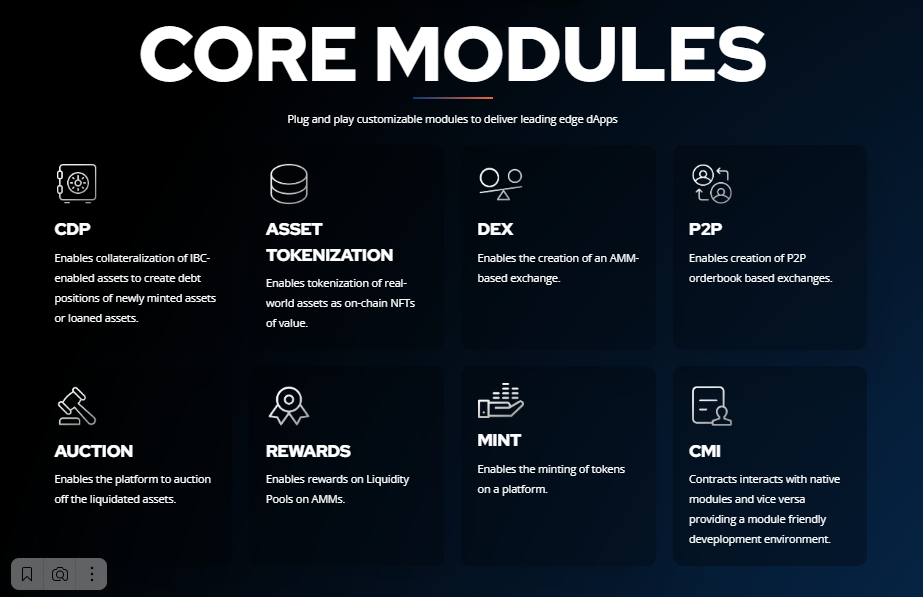 CORE MODULES
Plug and play customizable modules to deliver leading edge dApps
CDP
Enables collateralization of IBC-
enabled assets to create debt
positions of newly minted assets
or loaned assets.
ASSET
TOKENIZATION
Enables tokenization of real-
world assets as on-chain NFTs
of value.
DEX
Enables the creation of an AMM-
based exchange.
P2P
Enables creation of P2P
orderbook based exchanges.
AUCTION
Enables the platform to auction
off the liquidated assets.
REWARDS
Enables rewards on Liquidity
Pools on AMMs.
MINT
Enables the minting of tokens
on a platform.
CMI
Contracts interacts with native
modules and vice versa
providing a module friendly
deveplopment environment.